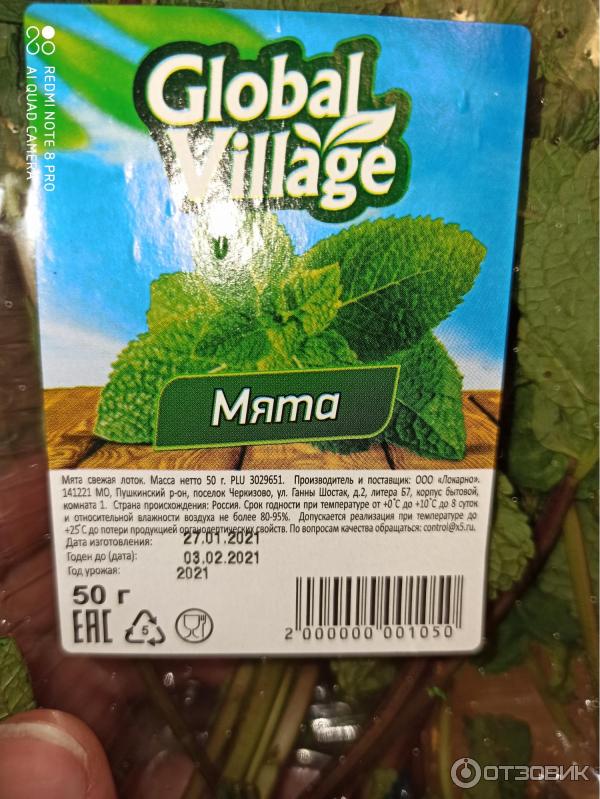 REDMI NOTE 8 PRO
AI QUAD CAMERA
Global
Village
Мята
Мята свежая лоток. Масса нетто 50 г. PLU 3029651. Производитель и поставщик: ООО «Локарно».
141221 МО, Пушкинский р-он, поселок Черкизово, ул. Ганны Шостак, д.2, литера Б7, корпус бытовой,
комната 1. Страна происхождения: Россия. Срок годности при температуре от +0°С до +10°С до 8 суток
и относительной влажности воздуха не более 80-95%. Допускается реализация при температуре до
+25°С до потери продукцией органолептических свойств. По вопросам качества обращаться: control@x5.ru.
Дата изготовления: 27.01.2021
Годен до (дата): 03.02.2021
Год урожая: 2021
50 г
EAC
5
2 000000 001050
ОТЗОВИК